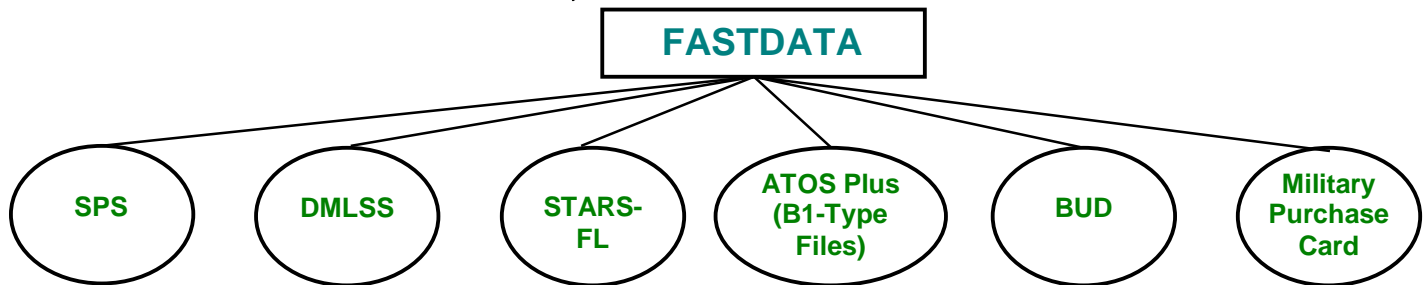 FASTDATA
SPS
DMLSS
STARS-
FL
ATOS Plus
(B1-Type
Files)
BUD
Military
Purchase
Card